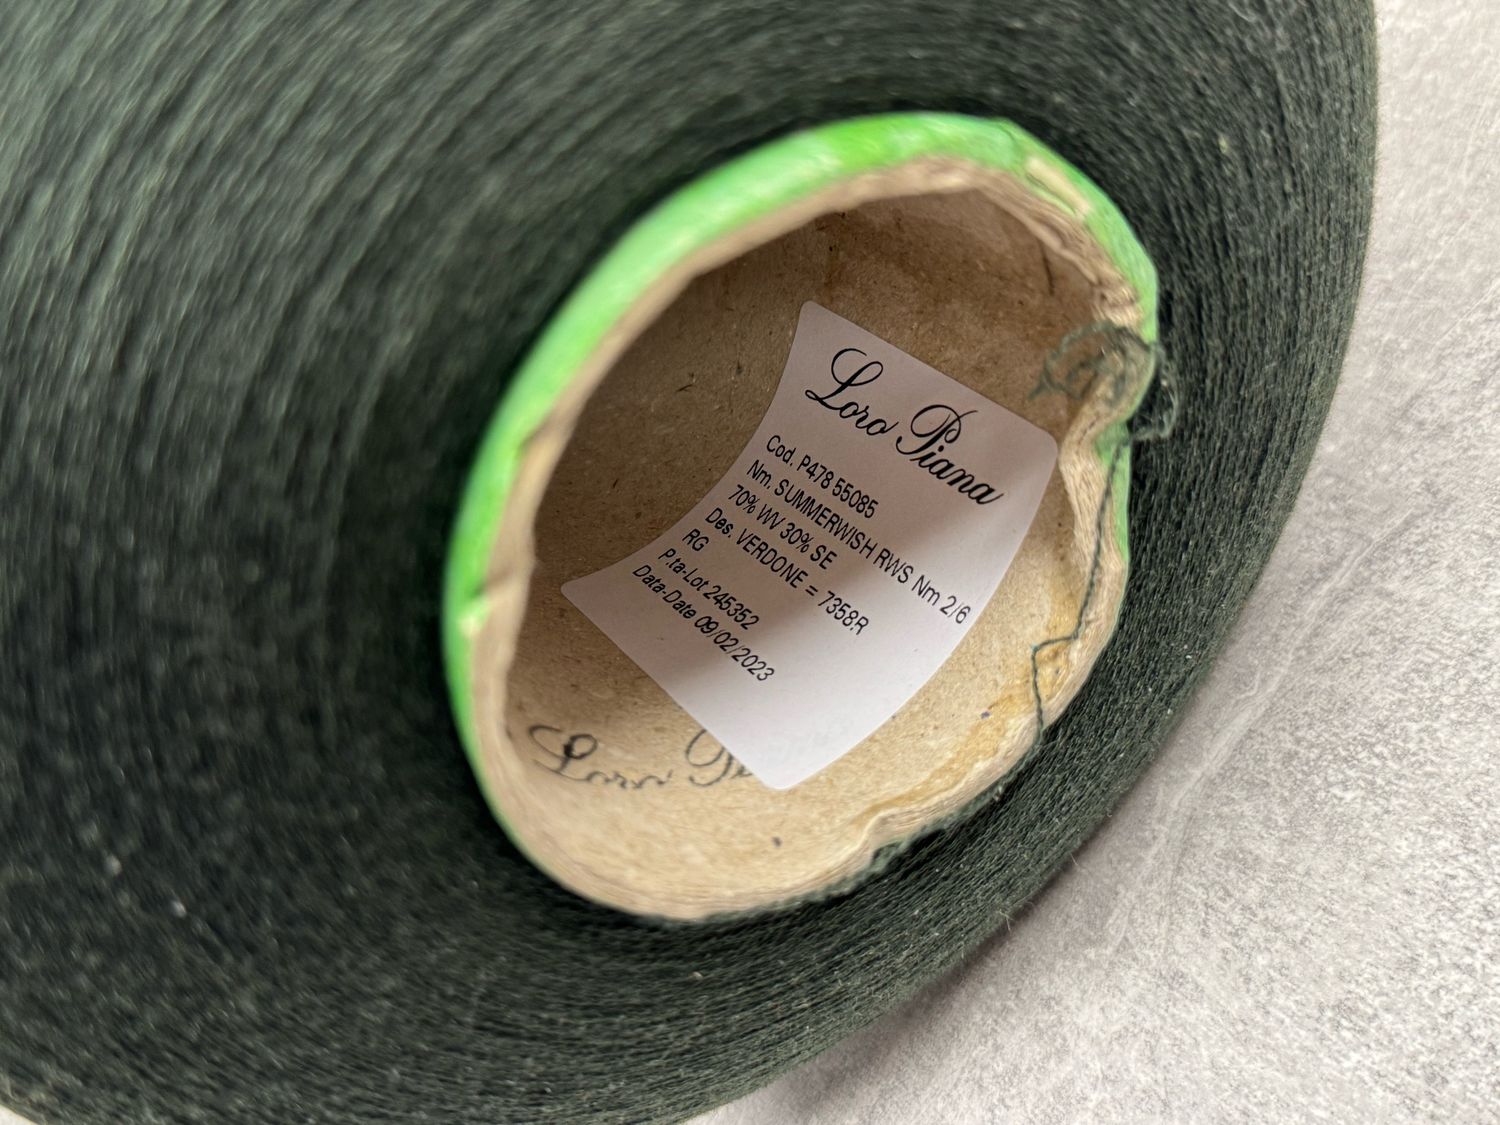 Loro Piana
Cod. P478 55085
Nm. SUMMERWISH RWS Nm 2/6
70% WV 30% SE
Des. VERDONE = 7358R
RG
P.ta-Lot 245352
Data-Date 09/02/2023
Loro